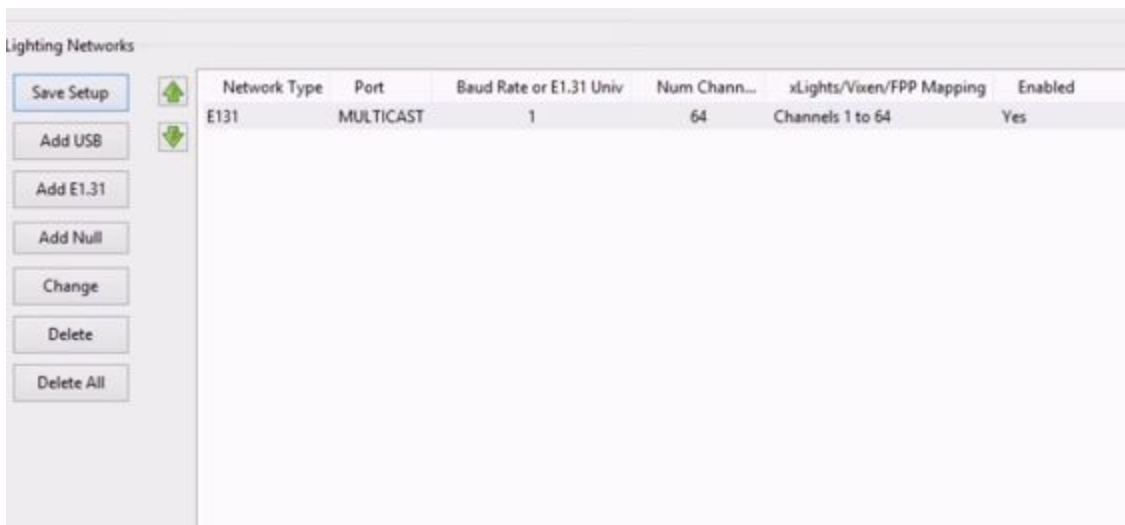 Lighting Networks
Save Setup
Add USB
Add E1.31
Add Null
Change
Delete
Delete All
Network Type Port Baud Rate or E1.31 Univ Num Chann... xLights/Vixen/FPP Mapping Enabled
E131 MULTICAST 1 64 Channels 1 to 64 Yes